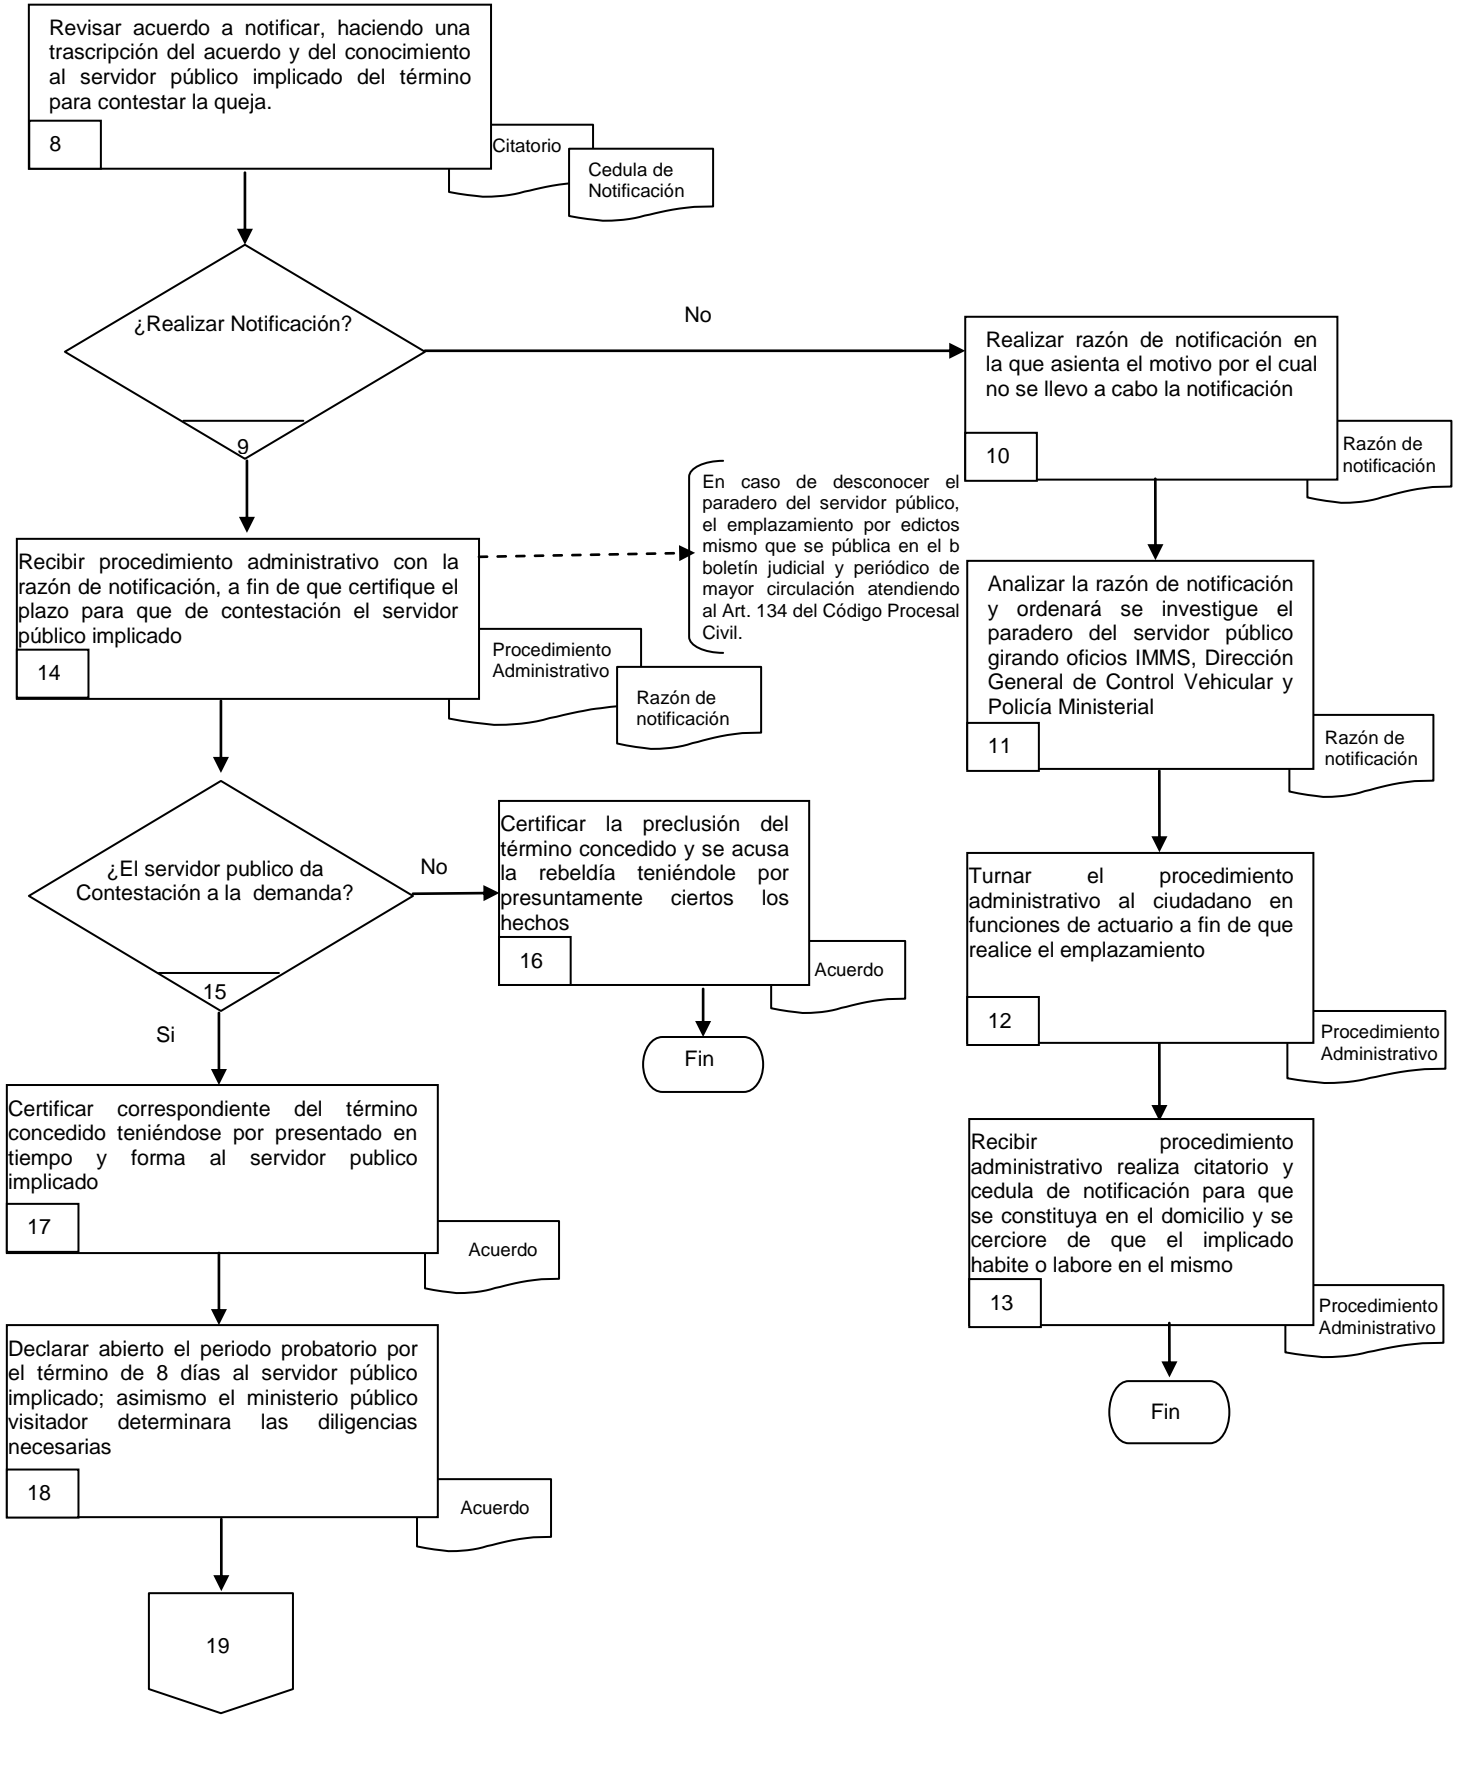 Revisar acuerdo a notificar, haciendo una
trascripción del acuerdo y del conocimiento
al servidor público implicado del término
para contestar la queja.
8
Citatorio
Cedula de
Notificación
¿Realizar Notificación?
9
No
Realizar razón de notificación en
la que asienta el motivo por el cual
no se llevo a cabo la notificación
10
Razón de
notificación
En caso de desconocer el
paradero del servidor público,
el emplazamiento por edictos
mismo que se pública en el b
boletín judicial y periódico de
mayor circulación atendiendo
al Art. 134 del Código Procesal
Civil.
Recibir procedimiento administrativo con la
razón de notificación, a fin de que certifique el
plazo para que de contestación el servidor
público implicado
14
Procedimiento
Administrativo
Razón de
notificación
Analizar la razón de notificación
y ordenará se investigue el
paradero del servidor público
girando oficios IMMS, Dirección
General de Control Vehicular y
Policía Ministerial
11
Razón de
notificación
¿El servidor publico da
Contestación a la demanda?
15
No
Certificar la preclusión del
término concedido y se acusa
la rebeldía teniéndole por
presuntamente ciertos los
hechos
16
Acuerdo
Fin
Turnar el procedimiento
administrativo al ciudadano en
funciones de actuario a fin de que
realice el emplazamiento
12
Procedimiento
Administrativo
Si
Certificar correspondiente del término
concedido teniéndose por presentado en
tiempo y forma al servidor publico
implicado
17
Acuerdo
Recibir procedimiento
administrativo realiza citatorio y
cedula de notificación para que
se constituya en el domicilio y se
cerciore de que el implicado
habite o labore en el mismo
13
Procedimiento
Administrativo
Fin
Declarar abierto el periodo probatorio por
el término de 8 días al servidor público
implicado; asimismo el ministerio público
visitador determinara las diligencias
necesarias
18
Acuerdo
19